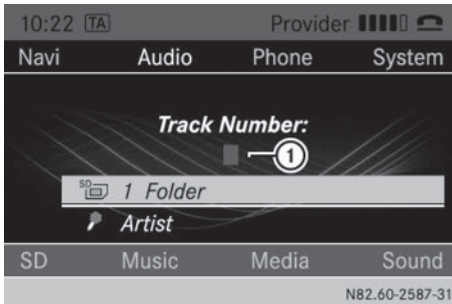 10:22 TA Provider
Navi Audio Phone System
Track Number:
1
SD 1 Folder
Artist
SD Music Media Sound
N82.60-2587-31